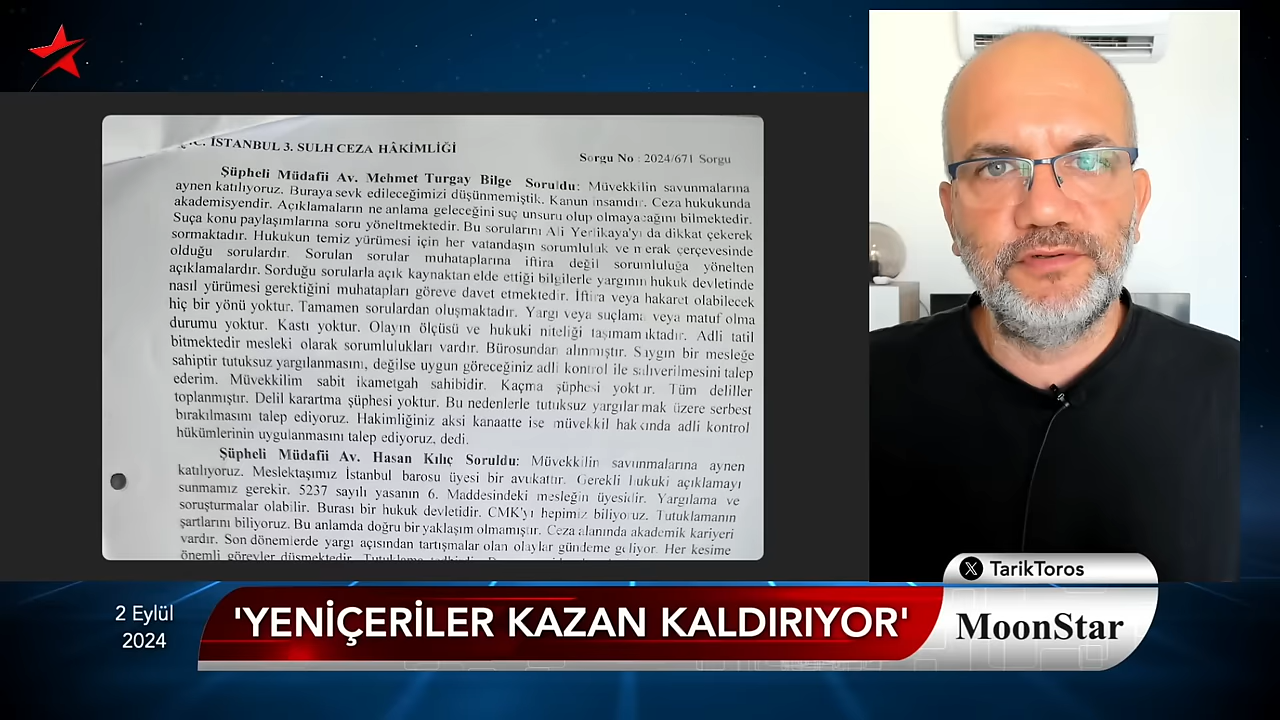 T.C. İSTANBUL 3. SULH CEZA HÂKİMLİĞİ
Sorgu No : 2024/671 Sorgu
Şüpheli Müdafii Av. Mehmet Turgay Bilge Soruldu: Müvekkilin savunmalarına
aynen katılıyoruz. Buraya sevk edileceğimizi düşünmemiştik. Kanun insanıdır. Ceza hukukunda
akademisyendir. Açıklamaların ne anlama geleceğini suç unsuru olup olmayacağını bilmektedir.
Suça konu paylaşımlarına soru yöneltmektedir. Bu sorularını Ali Yerlikaya'yı da dikkat çekerek
sormaktadır. Hukukun temiz yürümesi için her vatandaşın sorumluluk ve merak çerçevesinde
olduğu sorulardır. Sorulan sorular muhataplarına iftira değil sorumluluğa yönelten
açıklamalardır. Sorduğu sorularla açık kaynaktan elde ettiği bilgilerle yargının hukuk devletinde
nasıl yürümesi gerektiğini muhatapları göreve davet etmektedir. İftira veya hakaret olabilecek
hiç bir yönü yoktur. Tamamen sorulardan oluşmaktadır. Yargı veya suçlama veya matuf olma
durumu yoktur. Kastı yoktur. Olayın ölçüsü ve hukuki niteliği taşımamaktadır. Adli tatil
bitmektedir mesleki olarak sorumlulukları vardır. Bürosundan alınmıştır. Saygın bir mesleğe
sahiptir tutuksuz yargılanmasını, değilse uygun göreceğiniz adli kontrol ile salıverilmesini talep
ederim. Müvekkilim sabit ikametgah sahibidir. Kaçma şüphesi yoktur. Tüm deliller
toplanmıştır. Delil karartma şüphesi yoktur. Bu nedenlerle tutuksuz yargılanmak üzere serbest
bırakılmasını talep ediyoruz. Hakimliğiniz aksi kanaatte ise müvekkil hakkında adli kontrol
hükümlerinin uygulanmasını talep ediyoruz, dedi.
Şüpheli Müdafii Av. Hasan Kılıç Soruldu: Müvekkilin savunmalarına aynen
katılıyoruz. Meslektaşımız İstanbul barosu üyesi bir avukattır. Gerekli hukuki açıklamayı
sunmamız gerekir. 5237 sayılı yasanın 6. Maddesindeki mesleğin üyesidir. Yargılama ve
soruşturmalar olabilir. Burası bir hukuk devletidir. CMK'yı hepimiz biliyoruz. Tutuklamanın
şartlarını biliyoruz. Bu anlamda doğru bir yaklaşım olmamıştır. Ceza alanında akademik kariyeri
vardır. Son dönemlerde yargı açısından tartışmalar olan olaylar gündeme geliyor. Her kesime
önemli görevler düşmektedir.
TarikToros
2 Eylül
2024
'YENİÇERİLER KAZAN KALDIRIYOR'
MoonStar